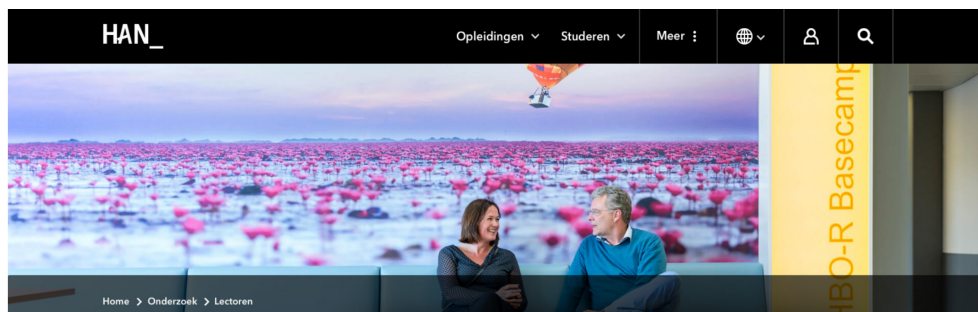 HAN_
Opleidingen
Studeren
Meer
HBO-R Basecamp
Home > Onderzoek > Lectoren